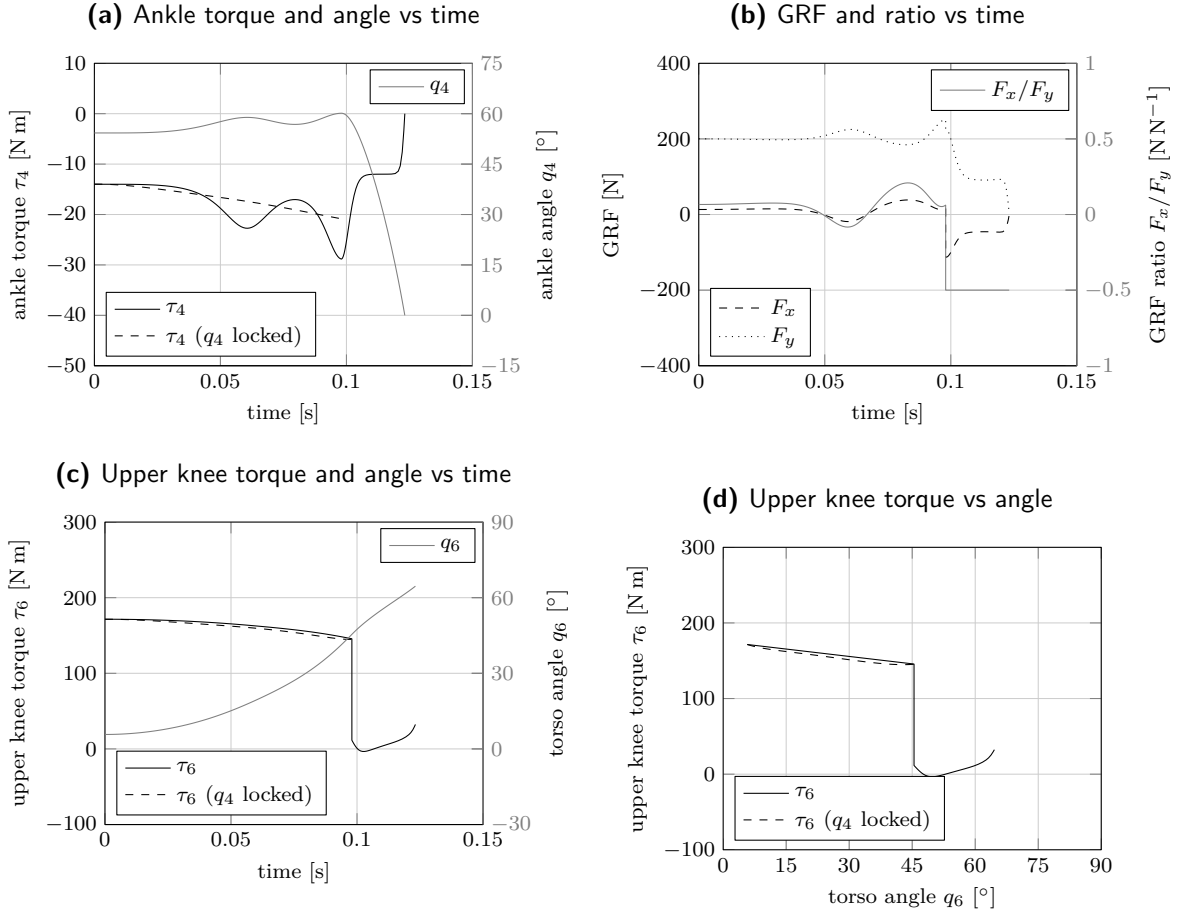 (a) Ankle torque and angle vs time
10
0
−10
−20
−30
−40
−50
75
60
45
30
15
0
−15
0
0.05
0.1
0.15
time [s]
ankle torque τ4 [N m]
ankle angle q4 [°]
q4
τ4
τ4 (q4 locked)
(b) GRF and ratio vs time
400
200
0
−200
−400
1
0.5
0
−0.5
−1
0
0.05
0.1
0.15
time [s]
GRF [N]
GRF ratio Fx/Fy [N N−1]
Fx/Fy
Fx
Fy
(c) Upper knee torque and angle vs time
300
200
100
0
−100
90
60
30
0
−30
0
0.05
0.1
0.15
time [s]
upper knee torque τ6 [N m]
torso angle q6 [°]
q6
τ6
τ6 (q4 locked)
(d) Upper knee torque vs angle
300
200
100
0
−100
0
15
30
45
60
75
90
torso angle q6 [°]
upper knee torque τ6 [N m]
τ6
τ6 (q4 locked)